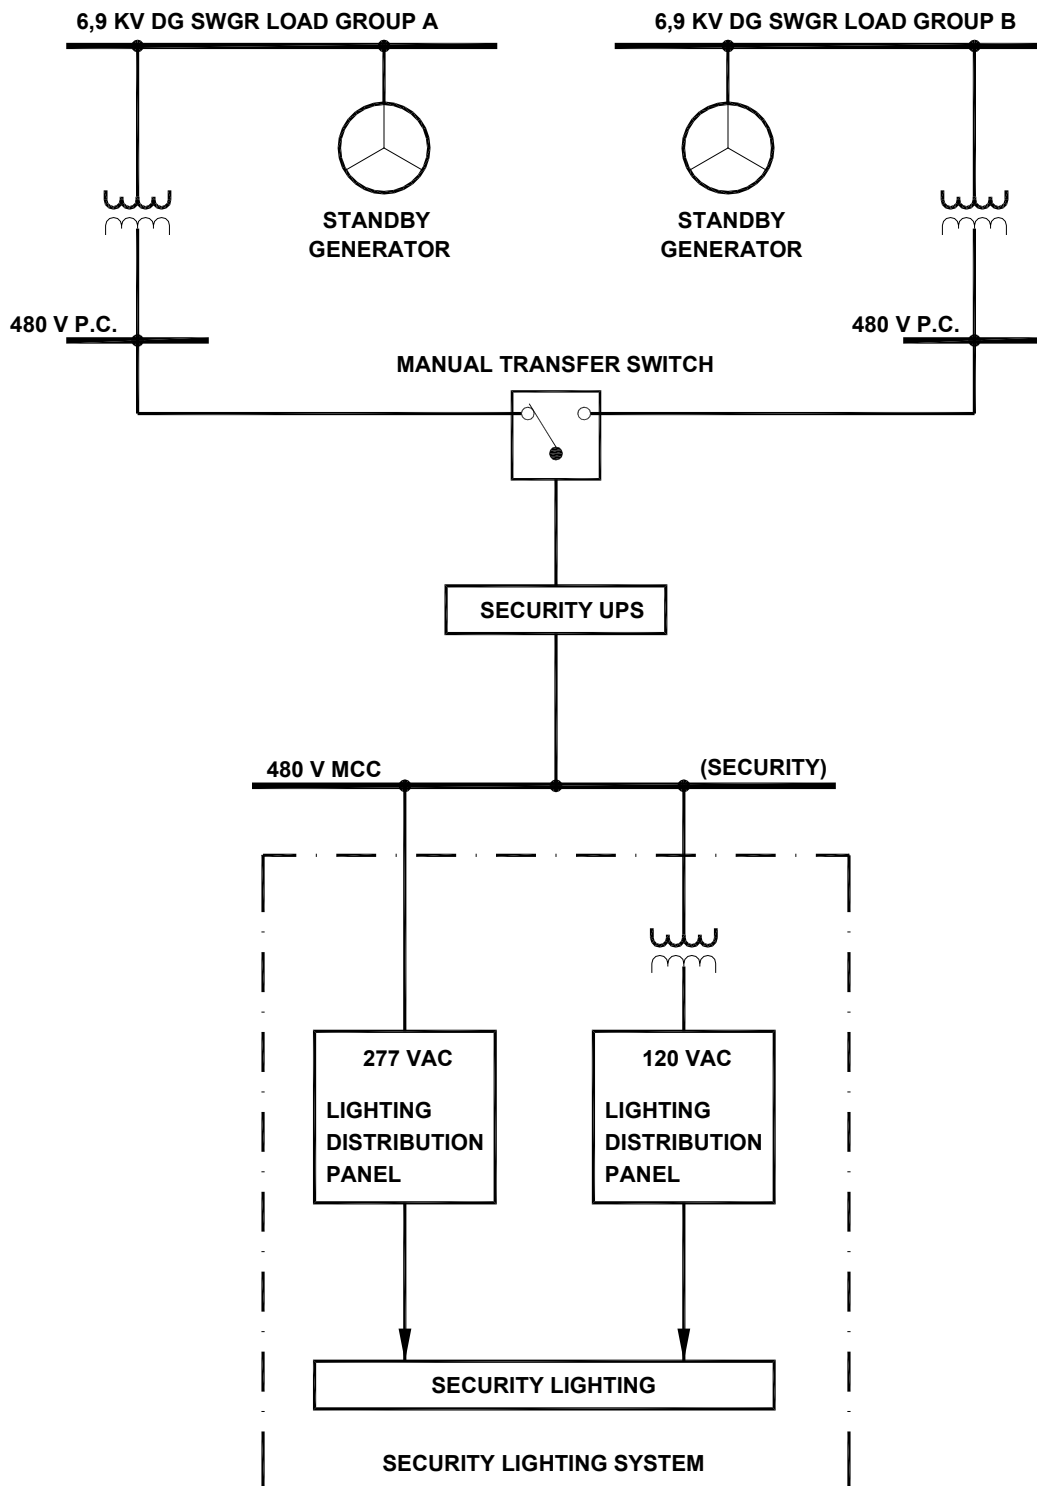 6,9 KV DG SWGR LOAD GROUP A
6,9 KV DG SWGR LOAD GROUP B
STANDBY
GENERATOR
STANDBY
GENERATOR
480 V P.C.
480 V P.C.
MANUAL TRANSFER SWITCH
SECURITY UPS
480 V MCC
(SECURITY)
277 VAC
LIGHTING
DISTRIBUTION
PANEL
120 VAC
LIGHTING
DISTRIBUTION
PANEL
SECURITY LIGHTING
SECURITY LIGHTING SYSTEM